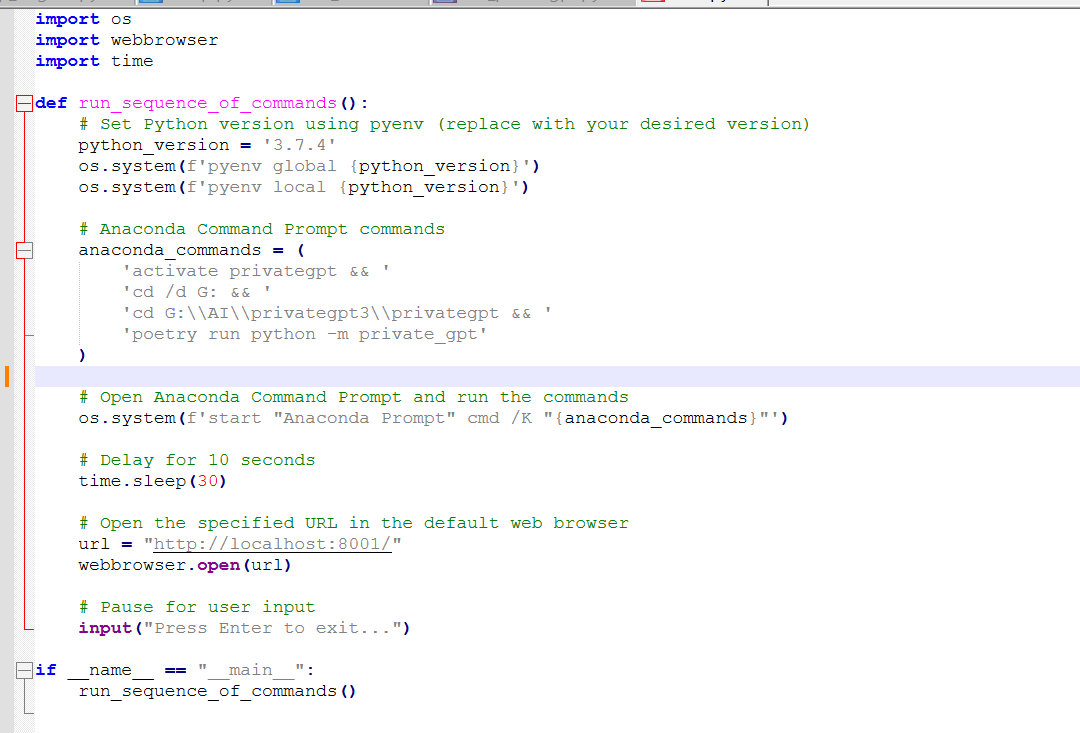 import os
import webbrowser
import time
def run_sequence_of_commands():
# Set Python version using pyenv (replace with your desired version)
python_version = '3.7.4'
os.system(f'pyenv global {python_version}')
os.system(f'pyenv local {python_version}')
# Anaconda Command Prompt commands
anaconda_commands = (
'activate privategpt && '
'cd /d G: && '
'cd G:\\AI\\privategpt3\\privategpt && '
'poetry run python -m private_gpt'
)
# Open Anaconda Command Prompt and run the commands
os.system(f'start "Anaconda Prompt" cmd /K "{anaconda_commands}"')
# Delay for 10 seconds
time.sleep(30)
# Open the specified URL in the default web browser
url = "http://localhost:8001/"
webbrowser.open(url)
# Pause for user input
input("Press Enter to exit...")
if __name__ == "__main__":
run_sequence_of_commands()